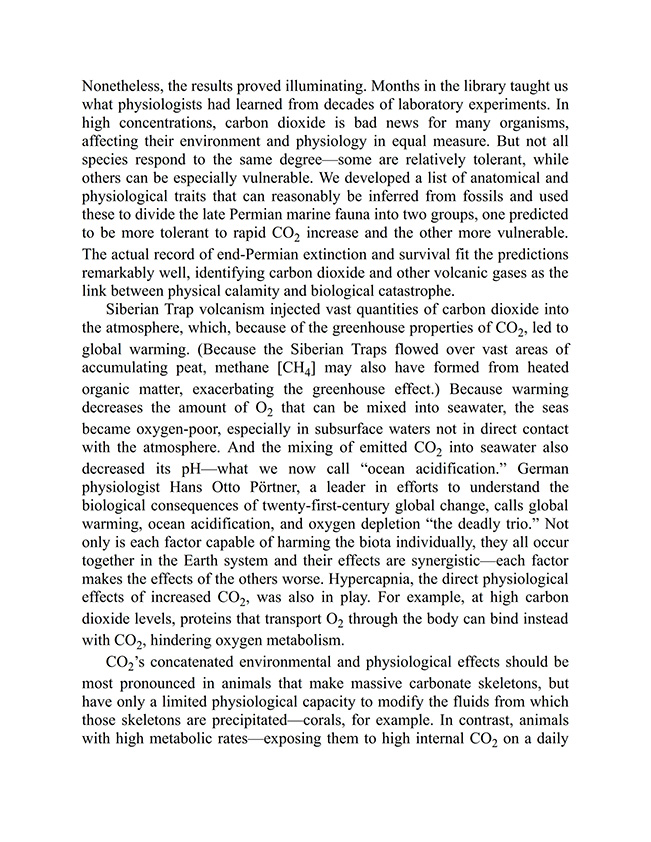 Nonetheless, the results proved illuminating. Months in the library taught us
what physiologists had learned from decades of laboratory experiments. In
high concentrations, carbon dioxide is bad news for many organisms,
affecting their environment and physiology in equal measure. But not all
species respond to the same degree—some are relatively tolerant, while
others can be especially vulnerable. We developed a list of anatomical and
physiological traits that can reasonably be inferred from fossils and used
these to divide the late Permian marine fauna into two groups, one predicted
to be more tolerant to rapid CO₂ increase and the other more vulnerable.
The actual record of end-Permian extinction and survival fit the predictions
remarkably well, identifying carbon dioxide and other volcanic gases as the
link between physical calamity and biological catastrophe.
Siberian Trap volcanism injected vast quantities of carbon dioxide into
the atmosphere, which, because of the greenhouse properties of CO₂, led to
global warming. (Because the Siberian Traps flowed over vast areas of
accumulating peat, methane [CH₄] may also have formed from heated
organic matter, exacerbating the greenhouse effect.) Because warming
decreases the amount of O₂ that can be mixed into seawater, the seas
became oxygen-poor, especially in subsurface waters not in direct contact
with the atmosphere. And the mixing of emitted CO₂ into seawater also
decreased its pH—what we now call “ocean acidification.” German
physiologist Hans Otto Pörtner, a leader in efforts to understand the
biological consequences of twenty-first-century global change, calls global
warming, ocean acidification, and oxygen depletion “the deadly trio.” Not
only is each factor capable of harming the biota individually, they all occur
together in the Earth system and their effects are synergistic—each factor
makes the effects of the others worse. Hypercapnia, the direct physiological
effects of increased CO₂, was also in play. For example, at high carbon
dioxide levels, proteins that transport O₂ through the body can bind instead
with CO₂, hindering oxygen metabolism.
CO₂’s concatenated environmental and physiological effects should be
most pronounced in animals that make massive carbonate skeletons, but
have only a limited physiological capacity to modify the fluids from which
those skeletons are precipitated—corals, for example. In contrast, animals
with high metabolic rates—exposing them to high internal CO₂ on a daily